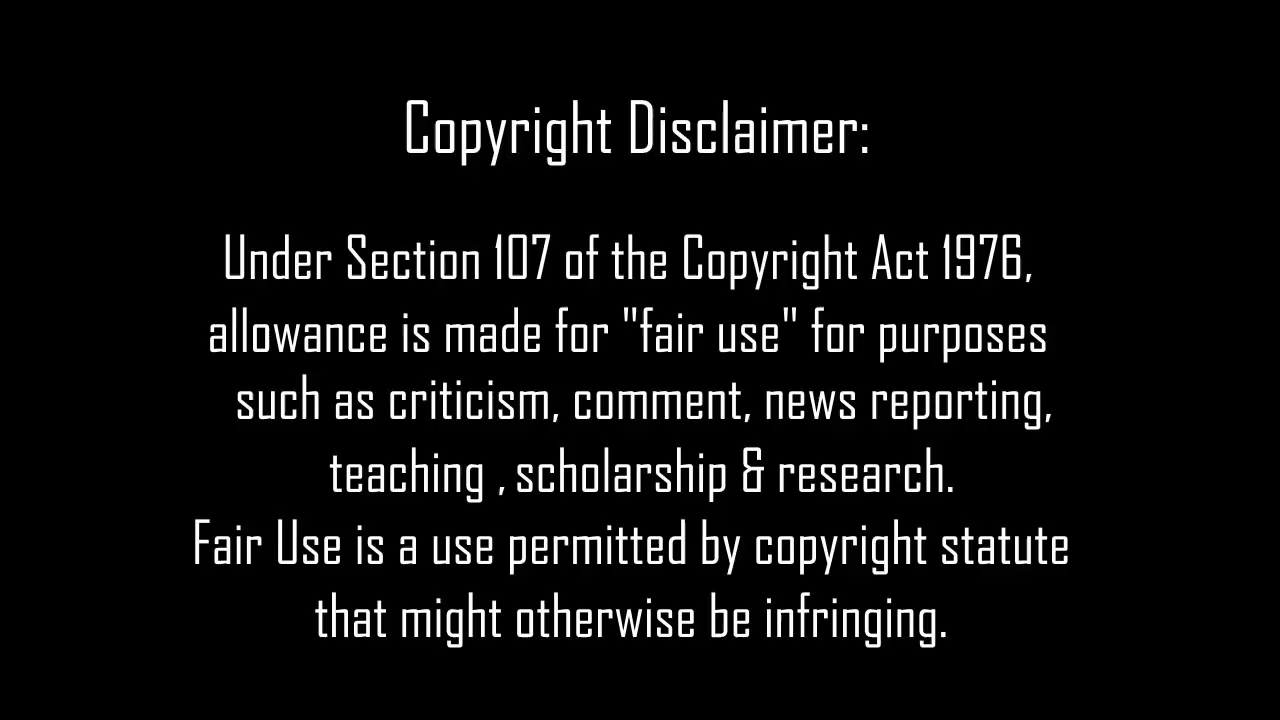 Copyright Disclaimer:
Under Section 107 of the Copyright Act 1976,
allowance is made for "fair use" for purposes
such as criticism, comment, news reporting,
teaching , scholarship & research.
Fair Use is a use permitted by copyright statute
that might otherwise be infringing.